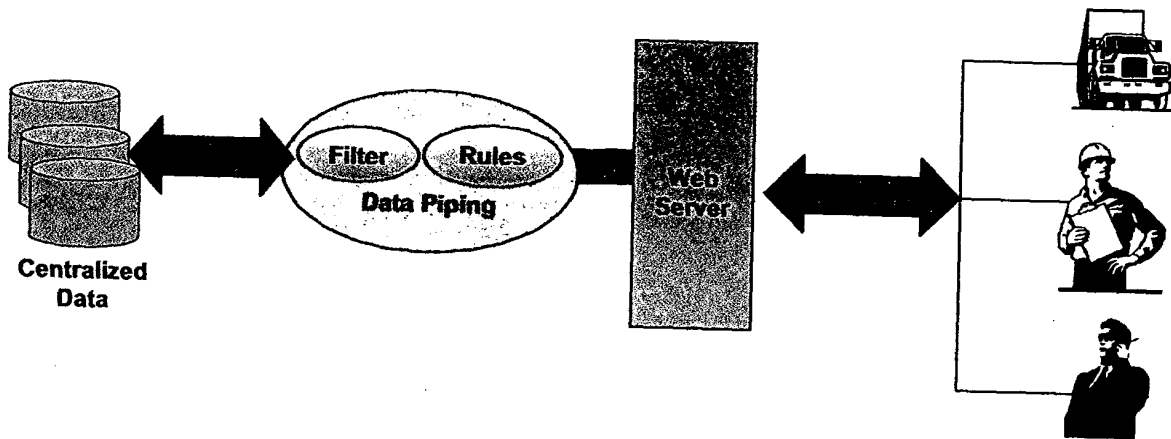 Centralized
Data
Filter
Rules
Data Piping
Web
Server